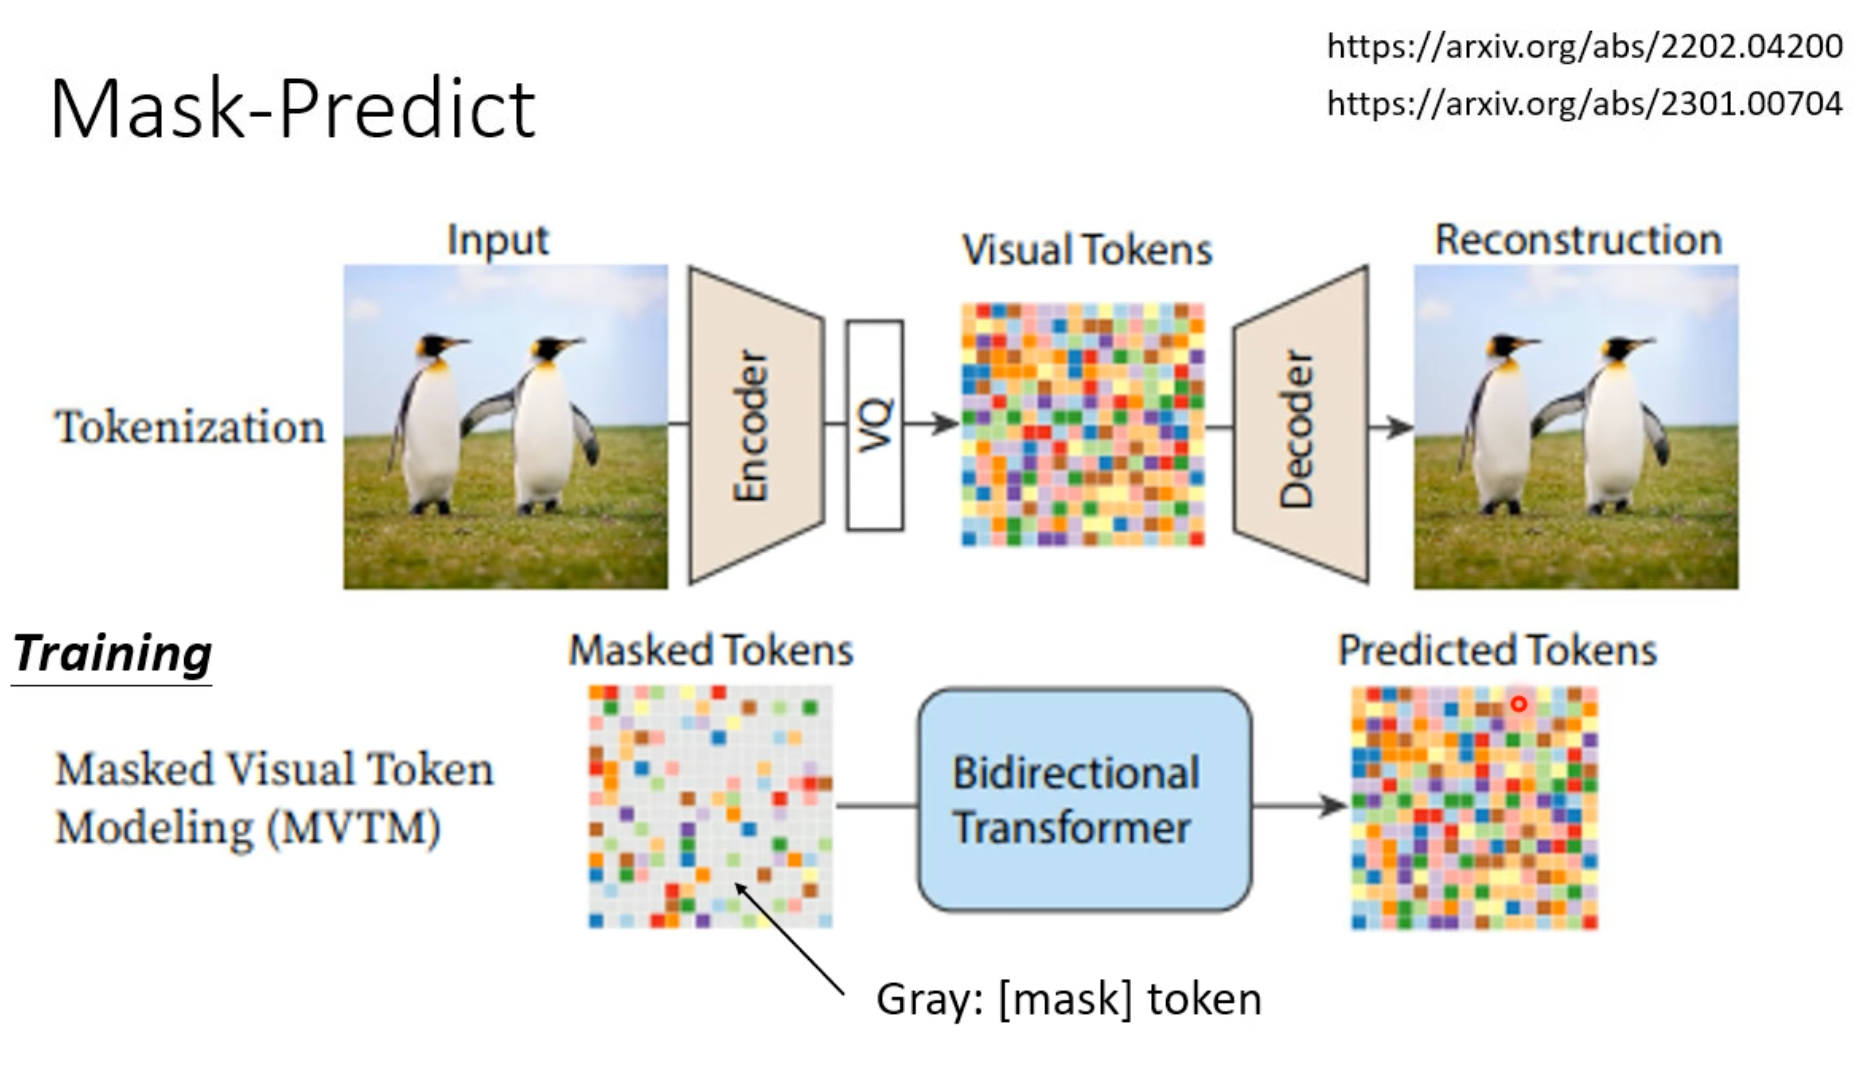 https://arxiv.org/abs/2202.04200
Mask-Predict
https://arxiv.org/abs/2301.00704
Input
Visual Tokens
Reconstruction
Tokenization
Encoder
VQ
Decoder
Training
Masked Tokens
Predicted Tokens
Masked Visual Token
Modeling (MVTM)
Bidirectional
Transformer
Gray: [mask] token